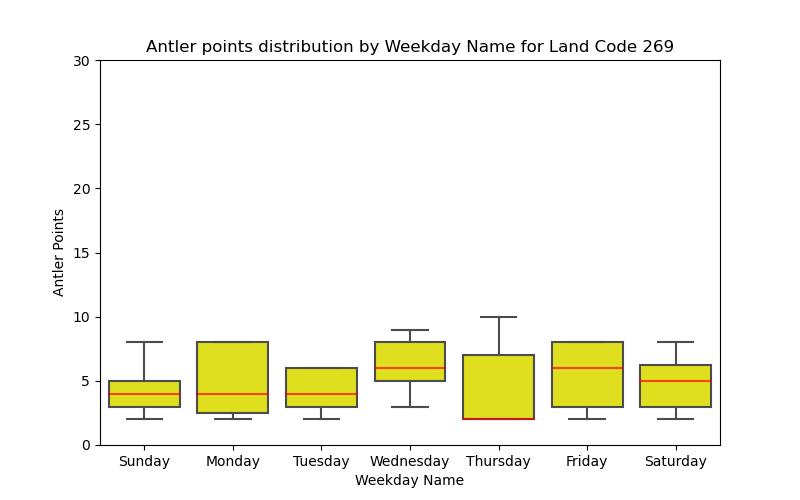 Antler points distribution by Weekday Name for Land Code 269
30
25
20
15
10
5
0
Antler Points
Sunday Monday Tuesday Wednesday Thursday Friday Saturday
Weekday Name